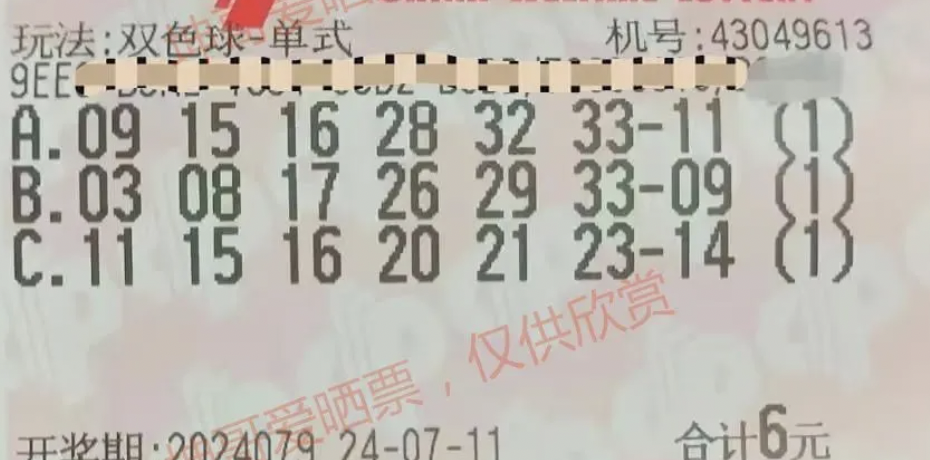 玩法:双色球-单式 机号:43049613
9EE
A.09 15 16 28 32 33-11 (1)
B.03 08 17 26 29 33-09 (1)
C.11 15 16 20 21 23-14 (1)
爱晒票，仅供欣赏
开奖期:2024079 24-07-11 合计6元